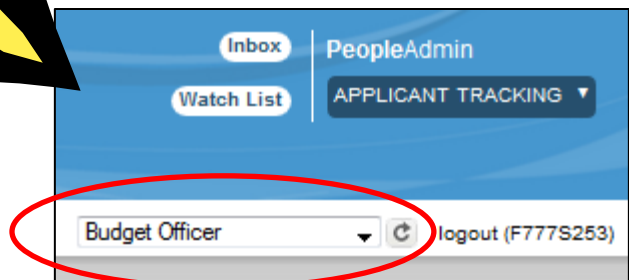 Inbox
PeopleAdmin
Watch List
APPLICANT TRACKING
Budget Officer
logout (F777S253)